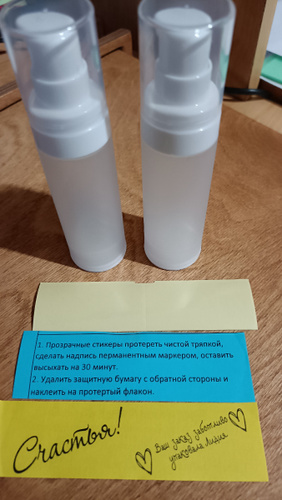 1. Прозрачные стикеры протереть чистой тряпкой,
сделать надпись перманентным маркером, оставить
высыхать на 30 минут.
2. Удалить защитную бумагу с обратной стороны и
наклеить на протертый флакон.
Счастья!
Ваш заказ заботливо
упаковала Лидия